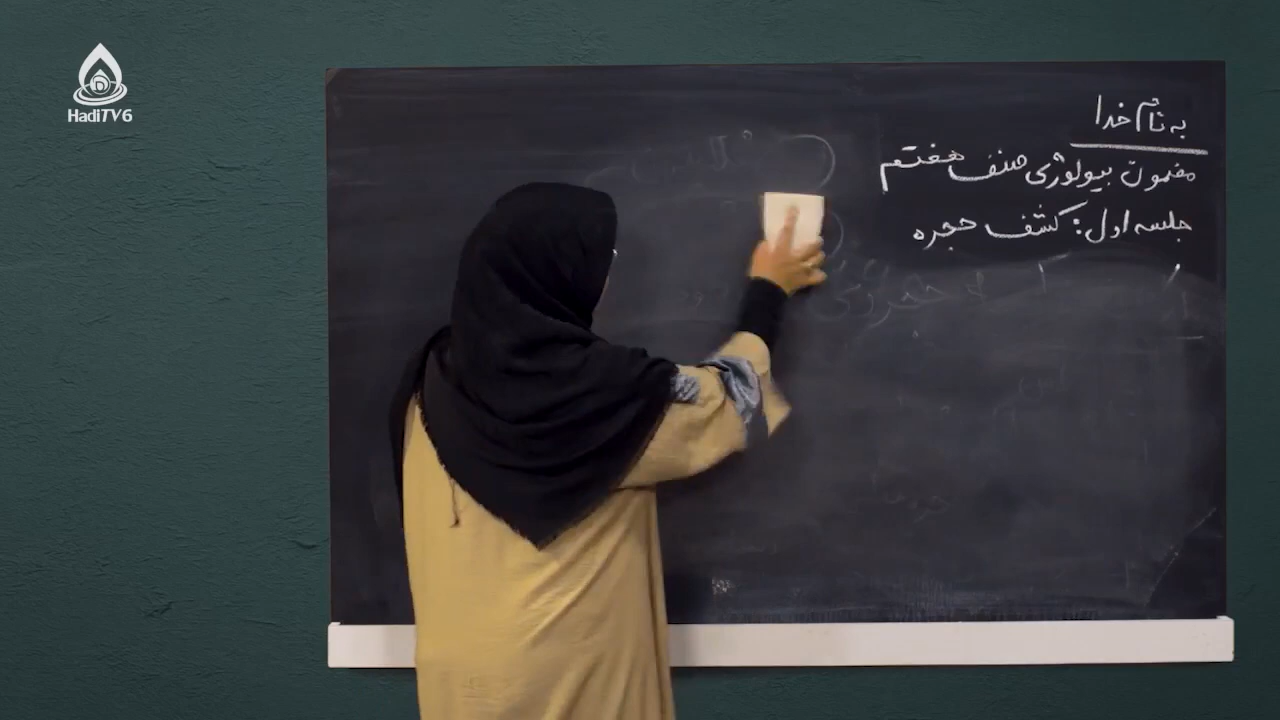 HadiTV6
به نام خدا
مضمون بیولوژی صنف هفتم
جلسه اول: کشف حجره